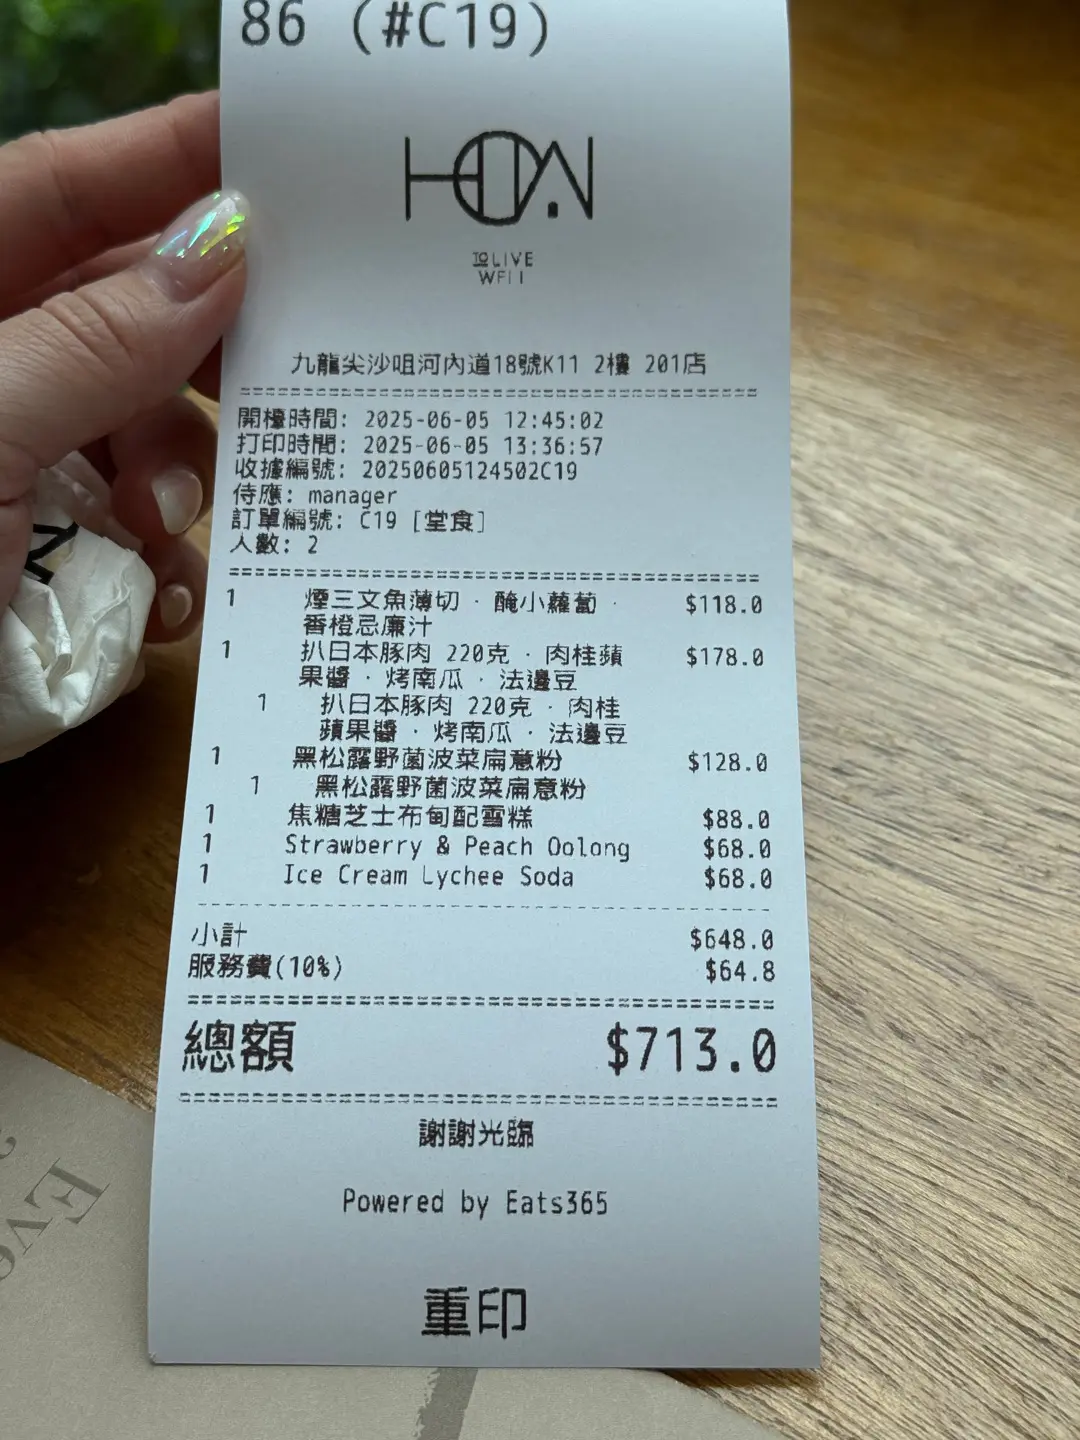 86 (#C19)
TO LIVE
WELL
九龍尖沙咀河內道18號K11 2樓 201店
開檯時間: 2025-06-05 12:45:02
打印時間: 2025-06-05 13:36:57
收據編號: 20250605124502C19
侍應: manager
訂單編號: C19 [堂食]
人數: 2
1 煙三文魚薄切 · 醃小蘿蔔 · $118.0
香橙忌廉汁
1 扒日本豚肉 220克 · 肉桂蘋 $178.0
果醬 · 烤南瓜 · 法邊豆
1 扒日本豚肉 220克 · 肉桂
蘋果醬 · 烤南瓜 · 法邊豆
1 黑松露野菌波菜扁意粉 $128.0
1 黑松露野菌波菜扁意粉
1 焦糖芝士布甸配雪糕 $88.0
1 Strawberry & Peach Oolong $68.0
1 Ice Cream Lychee Soda $68.0
小計 $648.0
服務費(10%) $64.8
總額 $713.0
謝謝光臨
Powered by Eats365
重印
Eve